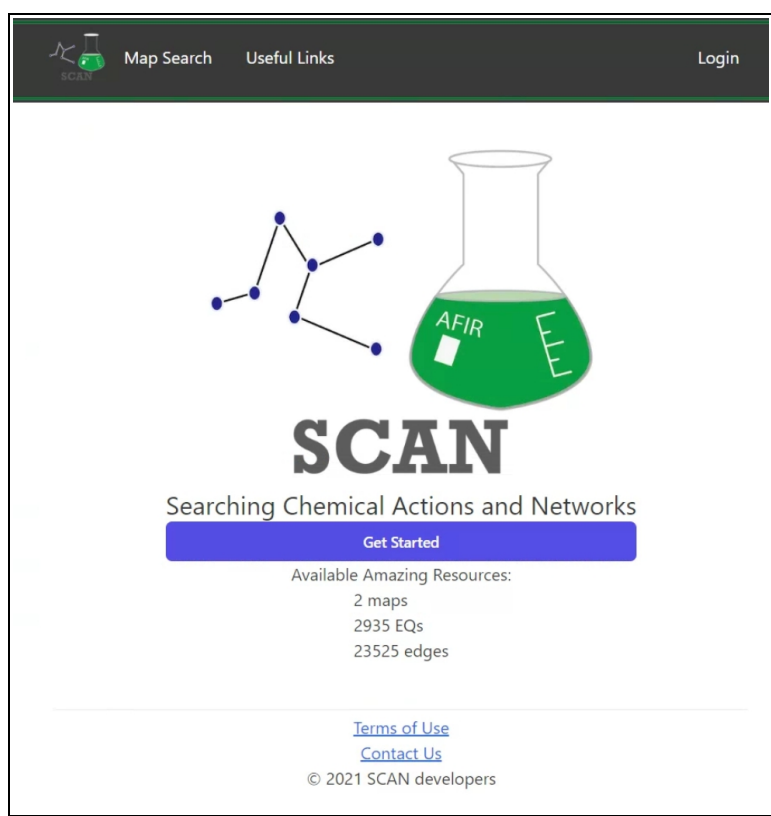 SCAN
Map Search
Useful Links
Login
AFIR
SCAN
Searching Chemical Actions and Networks
Get Started
Available Amazing Resources:
2 maps
2935 EQs
23525 edges
Terms of Use
Contact Us
© 2021 SCAN developers